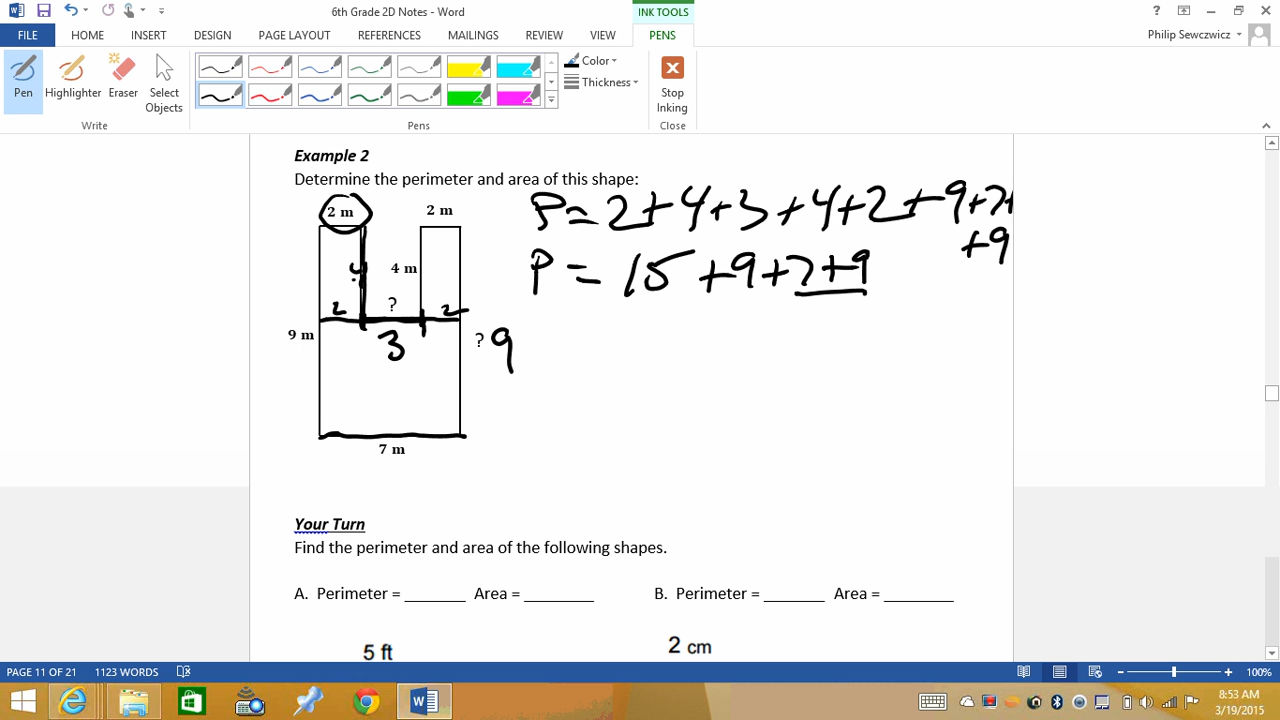 6th Grade 2D Notes - Word
INK TOOLS
?
FILE
HOME
INSERT
DESIGN
PAGE LAYOUT
REFERENCES
MAILINGS
REVIEW
VIEW
PENS
Philip Sewczwicz
Pen
Highlighter
Eraser
Select Objects
Color
Thickness
Stop Inking
Write
Pens
Close
Example 2
Determine the perimeter and area of this shape:
2 m
2 m
P=2+4+3+4+2+9+7+
+9
4
4 m
P = 15+9+7+9
2
?
2
9 m
3
? 9
7 m
Your Turn
Find the perimeter and area of the following shapes.
A. Perimeter = _______ Area = ________
B. Perimeter = _______ Area = ________
5 ft
2 cm
PAGE 11 OF 21
1123 WORDS
100%
8:53 AM
3/19/2015